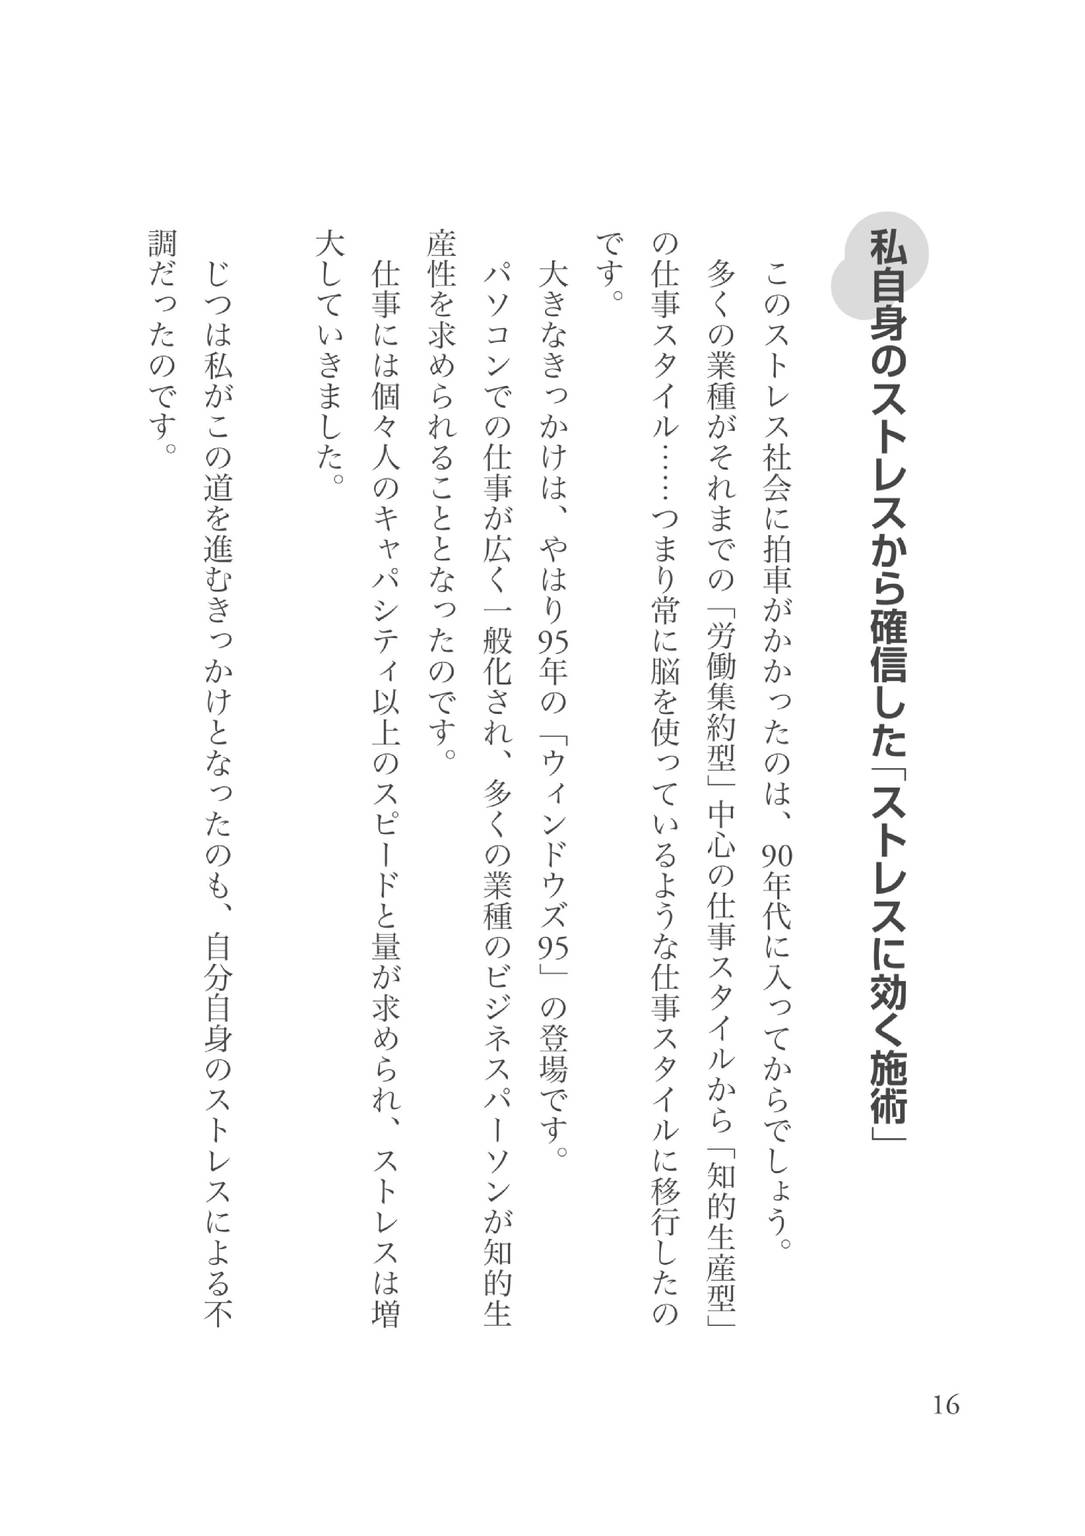 私自身のストレスから確信した「ストレスに効く施術」
このストレス社会に拍車がかかったのは、90年代に入ってからでしょう。
多くの業種がそれまでの「労働集約型」中心の仕事スタイルから「知的生産型」
の仕事スタイル……つまり常に脳を使っているような仕事スタイルに移行したの
です。
大きなきっかけは、やはり95年の「ウィンドウズ95」の登場です。
パソコンでの仕事が広く一般化され、多くの業種のビジネスパーソンが知的生
産性を求められることとなったのです。
仕事には個々人のキャパシティ以上のスピードと量が求められ、ストレスは増
大していきました。
じつは私がこの道を進むきっかけとなったのも、自分自身のストレスによる不
調だったのです。
16